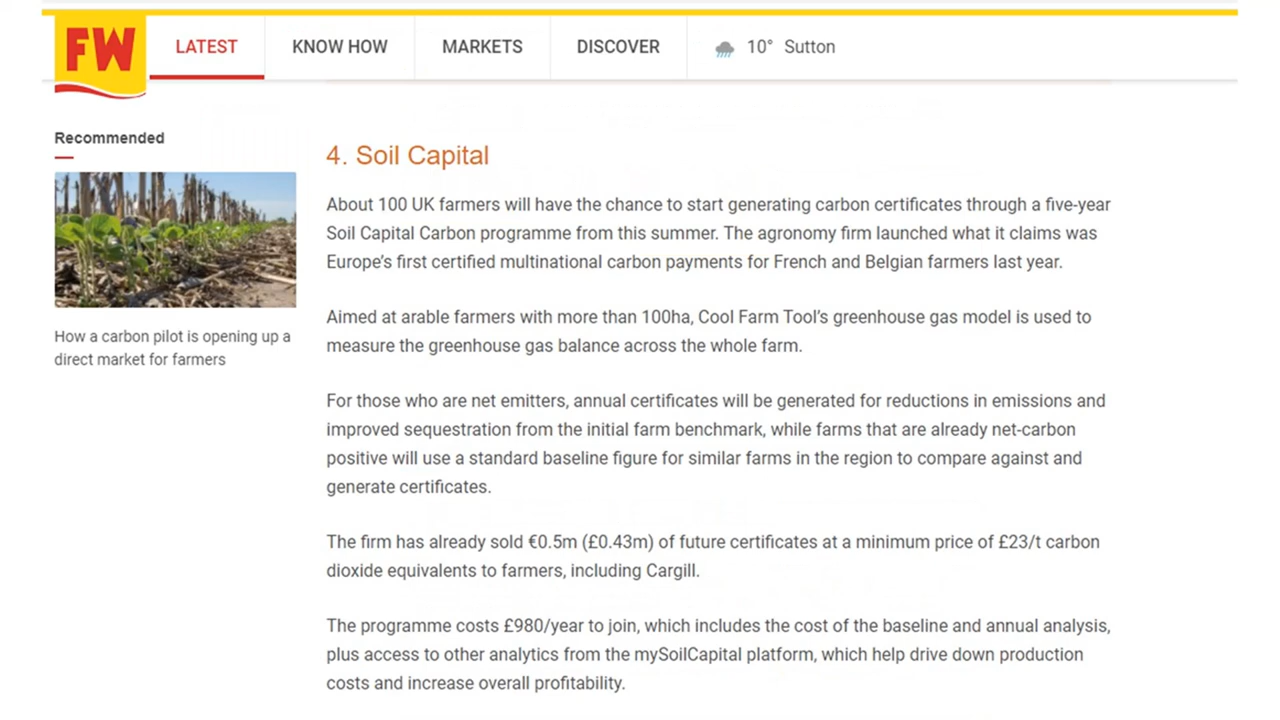 FW
LATEST
KNOW HOW
MARKETS
DISCOVER
10° Sutton
Recommended
How a carbon pilot is opening up a
direct market for farmers
4. Soil Capital
About 100 UK farmers will have the chance to start generating carbon certificates through a five-year
Soil Capital Carbon programme from this summer. The agronomy firm launched what it claims was
Europe's first certified multinational carbon payments for French and Belgian farmers last year.
Aimed at arable farmers with more than 100ha, Cool Farm Tool's greenhouse gas model is used to
measure the greenhouse gas balance across the whole farm.
For those who are net emitters, annual certificates will be generated for reductions in emissions and
improved sequestration from the initial farm benchmark, while farms that are already net-carbon
positive will use a standard baseline figure for similar farms in the region to compare against and
generate certificates.
The firm has already sold €0.5m (£0.43m) of future certificates at a minimum price of £23/t carbon
dioxide equivalents to farmers, including Cargill.
The programme costs £980/year to join, which includes the cost of the baseline and annual analysis,
plus access to other analytics from the mySoilCapital platform, which help drive down production
costs and increase overall profitability.